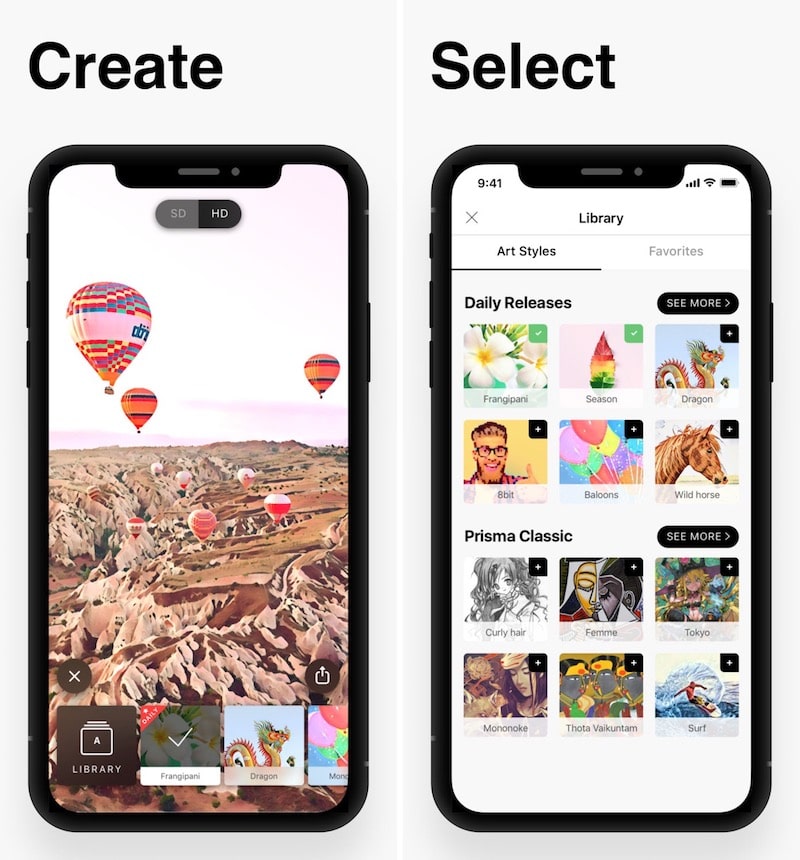 Create
SD HD
A
LIBRARY
DAILY
Frangipani
Dragon
Select
9:41
Library
Art Styles Favorites
Daily Releases SEE MORE
Frangipani Season Dragon
8bit Baloons Wild horse
Prisma Classic SEE MORE
Curly hair Femme Tokyo
Mononoke Thota Vaikuntam Surf